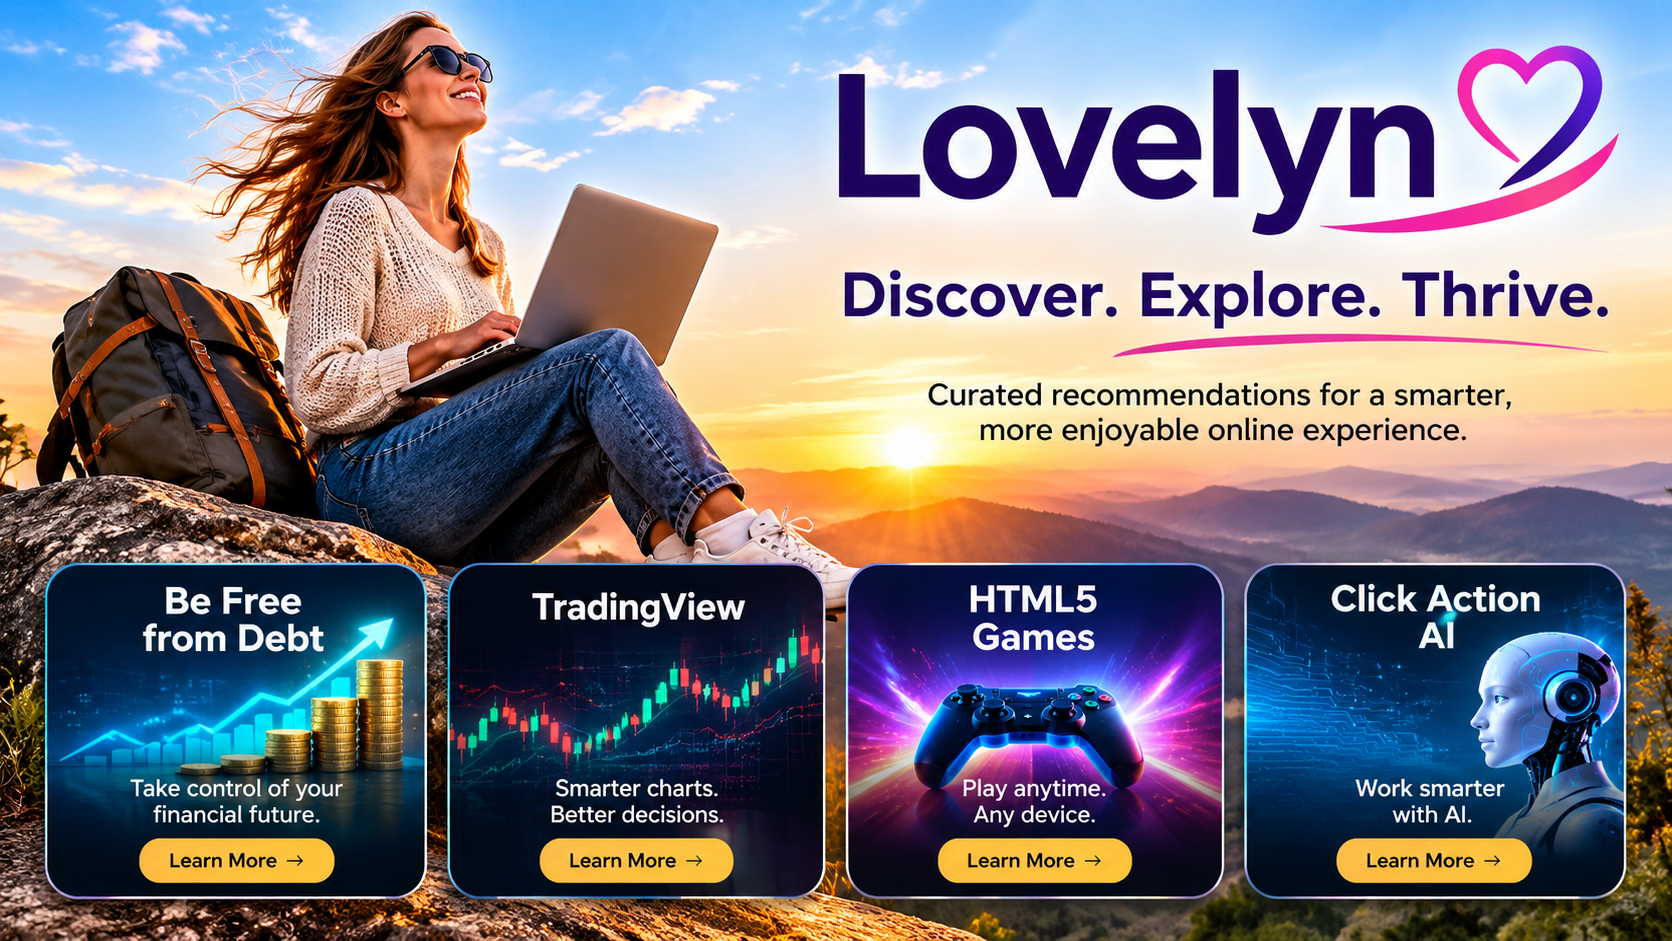 Lovelyn
Discover. Explore. Thrive.
Curated recommendations for a smarter,
more enjoyable online experience.
Be Free
from Debt
Take control of your
financial future.
Learn More →
TradingView
Smarter charts.
Better decisions.
Learn More →
HTML5
Games
Play anytime.
Any device.
Learn More →
Click Action
AI
Work smarter
with AI.
Learn More →